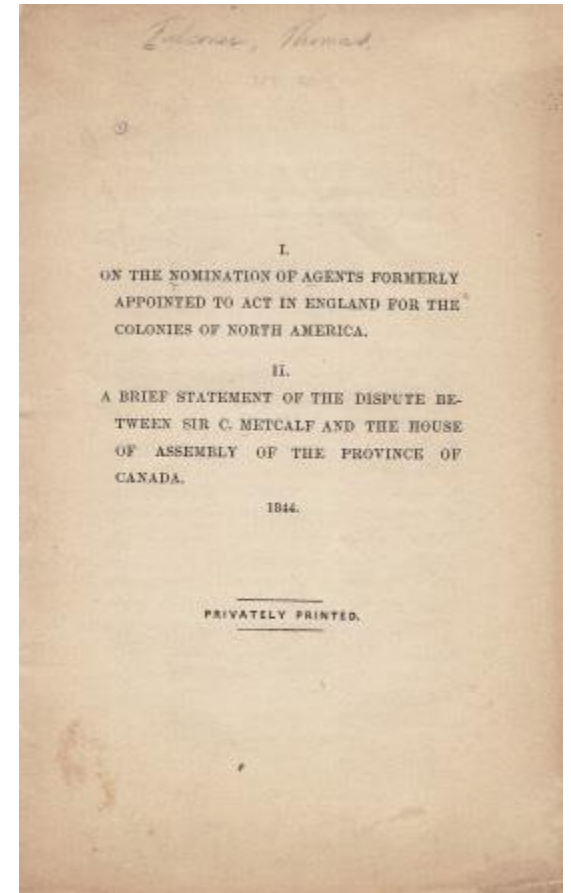 Falconer, Thomas.
I.
ON THE NOMINATION OF AGENTS FORMERLY
APPOINTED TO ACT IN ENGLAND FOR THE
COLONIES OF NORTH AMERICA.
II.
A BRIEF STATEMENT OF THE DISPUTE BE-
TWEEN SIR C. METCALF AND THE HOUSE
OF ASSEMBLY OF THE PROVINCE OF
CANADA.
1844.
PRIVATELY PRINTED.